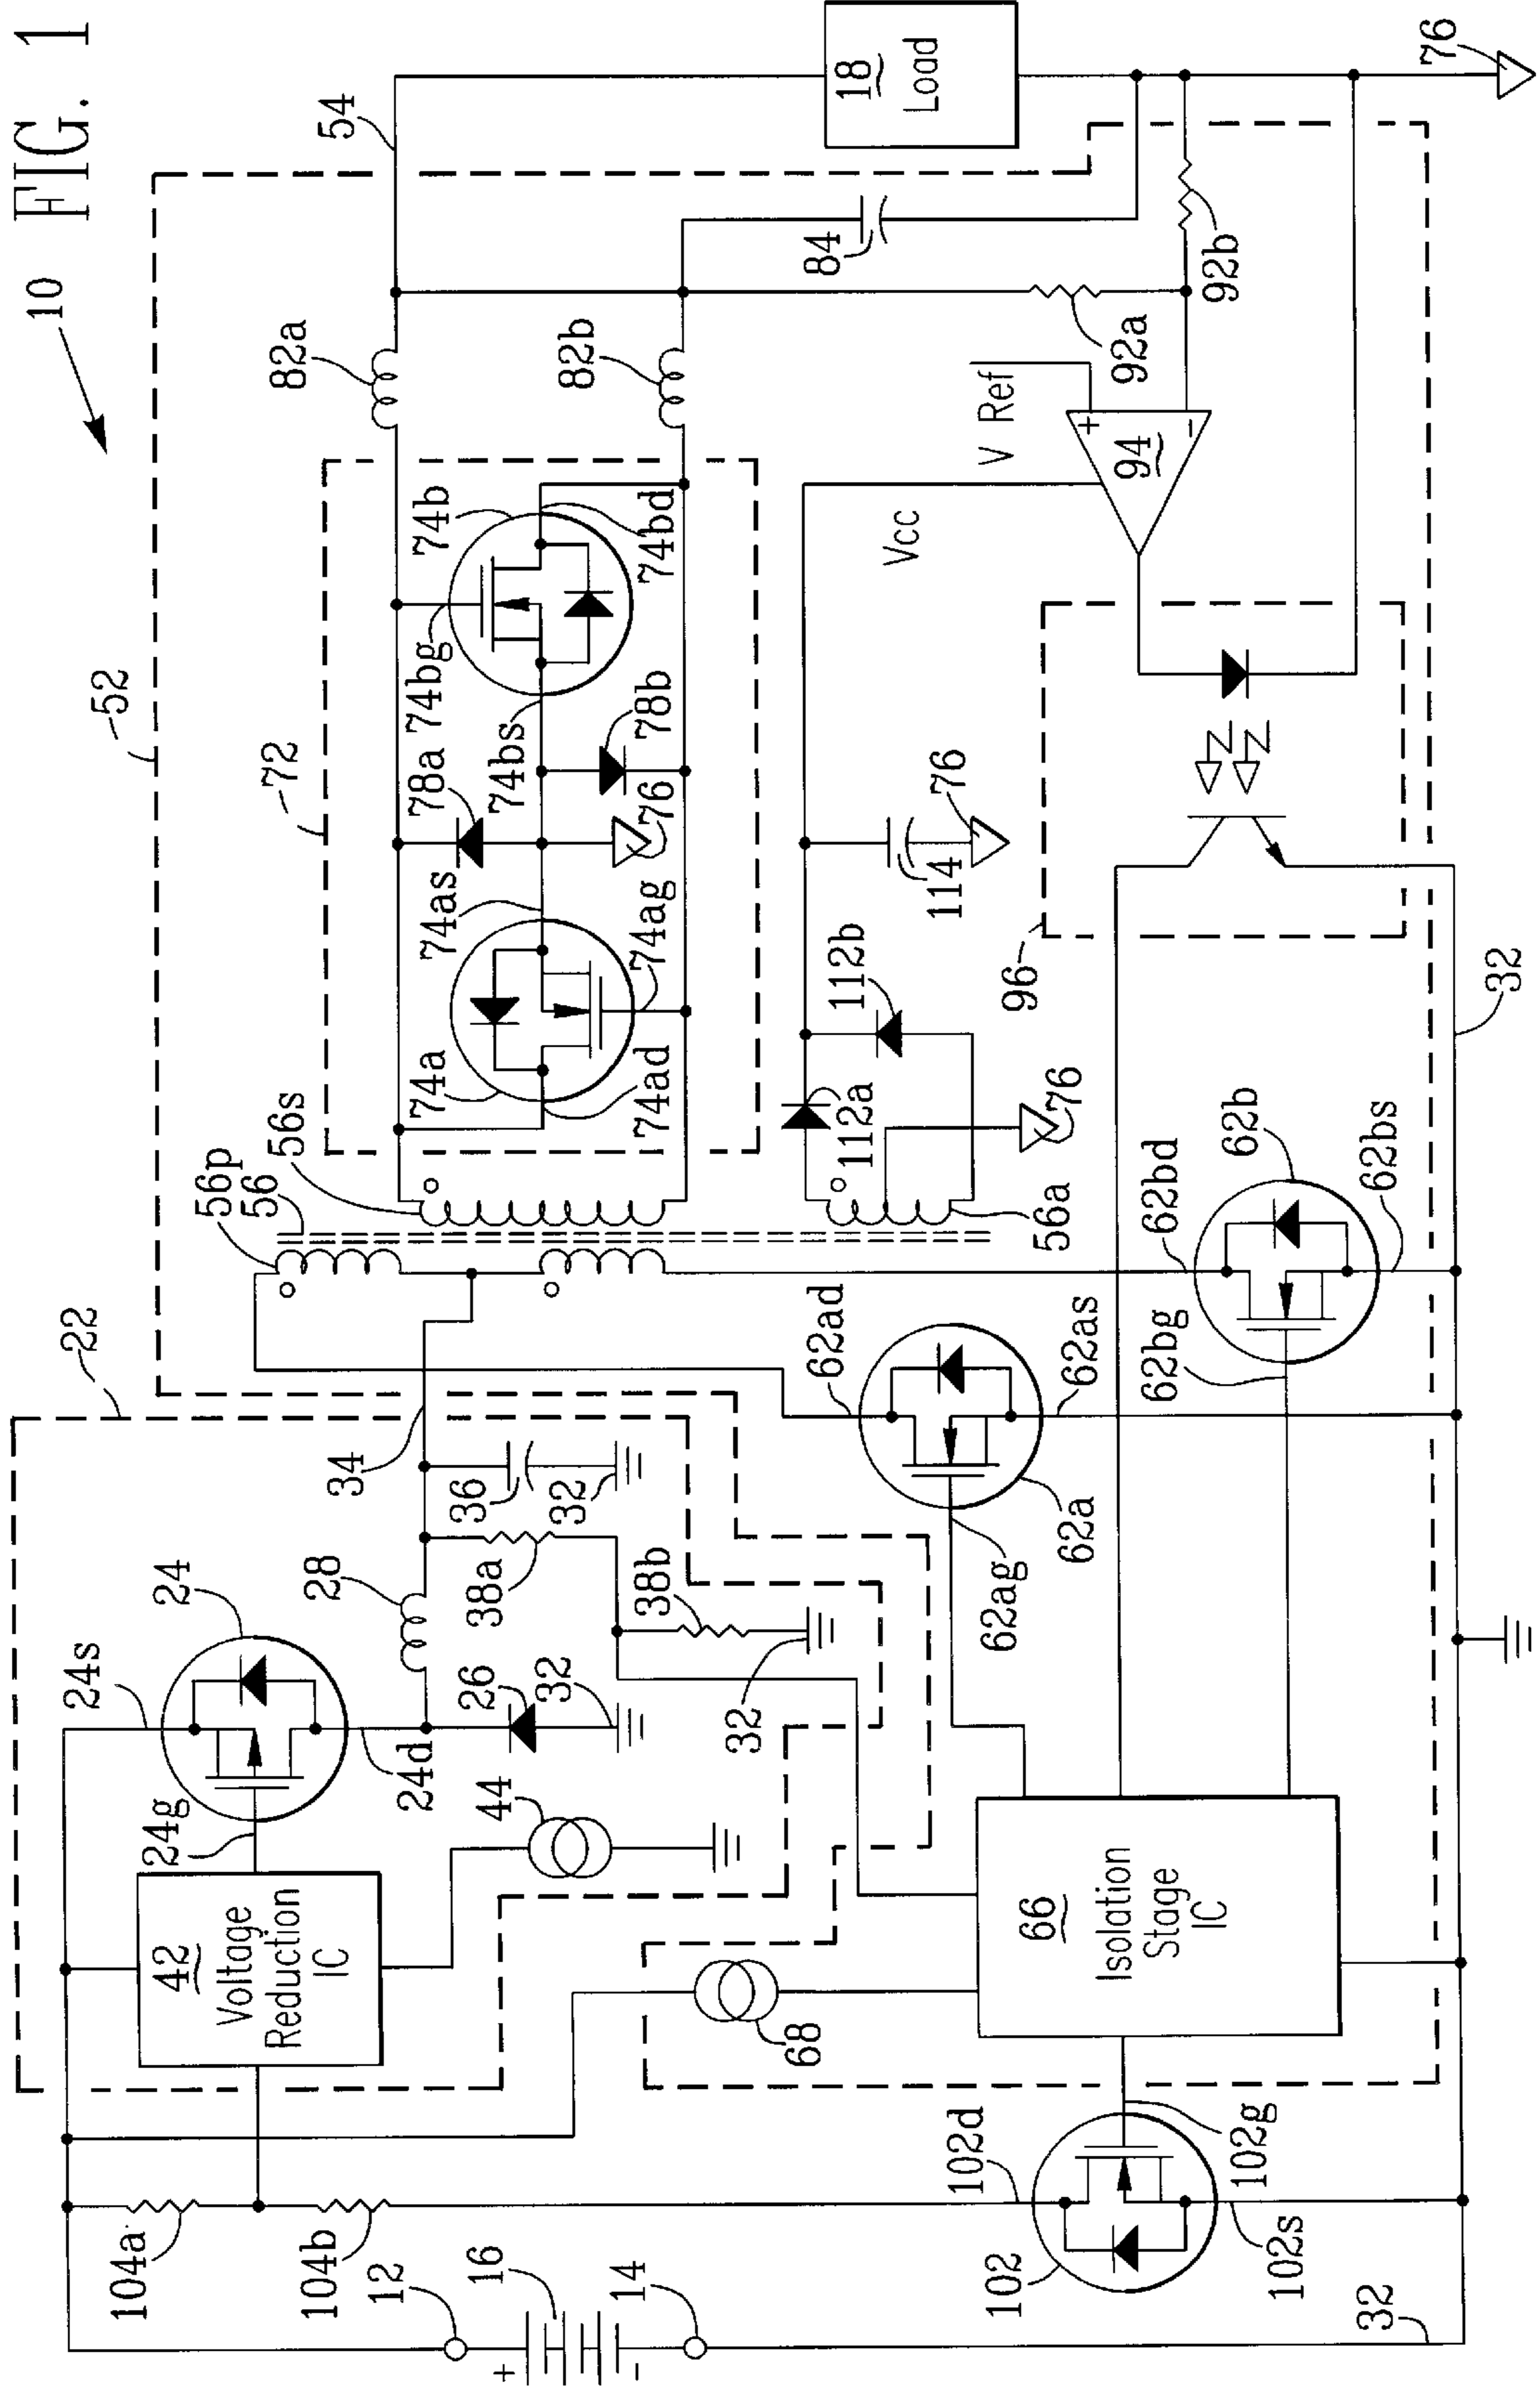 10 FIG. 1
52
22
54
82a
56p
56
56s
72
24
24s
24g
24d
28
34
74a
74as
78a
74bg
74b
74bs
78b
76
74ag
74ad
74bd
82b
18
Load
84
42
Voltage
Reduction
IC
44
26
32
36
32
38a
38b
32
104a
104b
12
+
16
-
14
68
62ad
62ag
62a
62as
112a
112b
56a
76
114
76
Vcc
V Ref
+
94
-
92a
92b
96
66
Isolation
Stage
IC
102d
102g
102
102s
62bd
62b
62bg
62bs
32
32
76